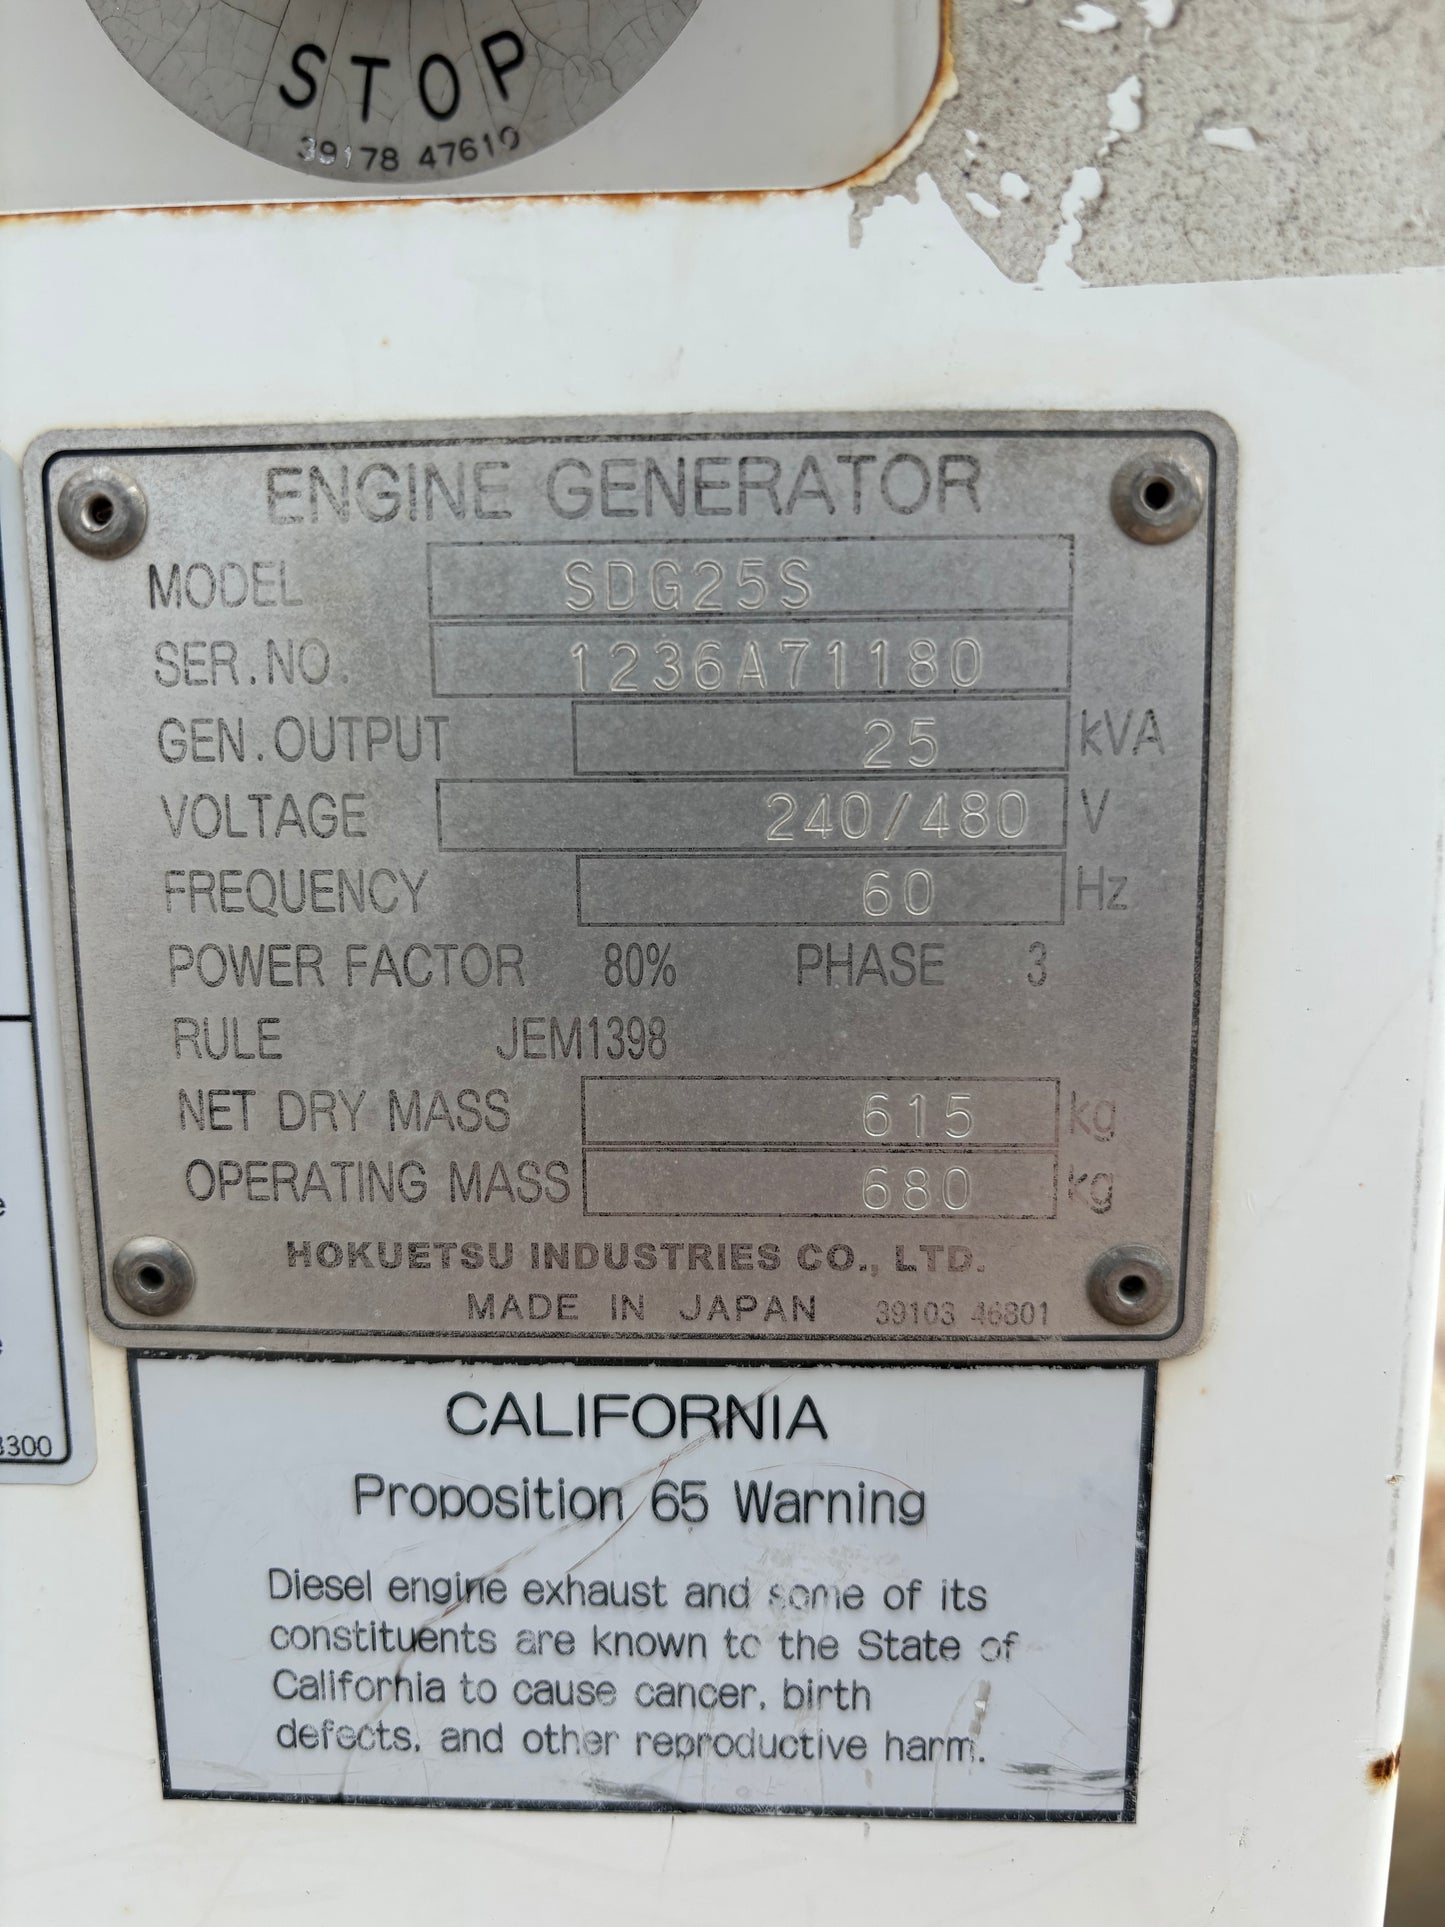 STOP
39178 47610
ENGINE GENERATOR
MODEL SDG25S
SER.NO. 1236A71180
GEN.OUTPUT 25 kVA
VOLTAGE 240/480 V
FREQUENCY 60 Hz
POWER FACTOR 80% PHASE 3
RULE JEM1398
NET DRY MASS 615 kg
OPERATING MASS 680 kg
HOKUETSU INDUSTRIES CO., LTD.
MADE IN JAPAN 39103 46801
CALIFORNIA
Proposition 65 Warning
Diesel engine exhaust and some of its
constituents are known to the State of
California to cause cancer, birth
defects, and other reproductive harm.